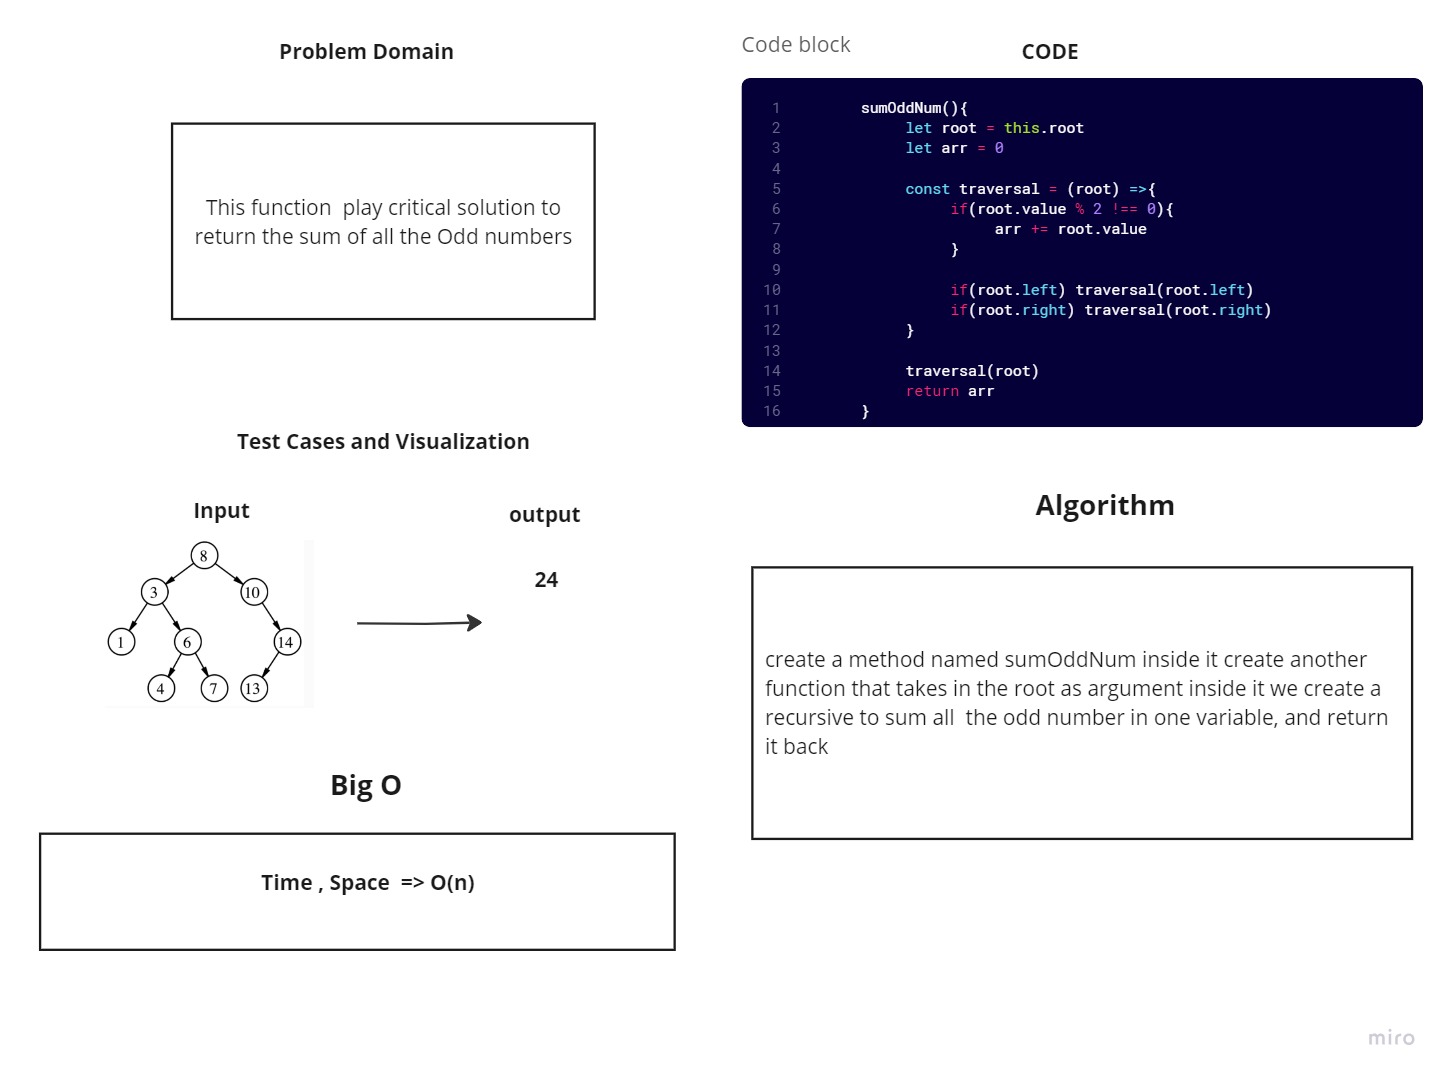 Problem Domain
This function  play critical solution to
return the sum of all the Odd numbers
Test Cases and Visualization
Input
output
8
3
10
1
6
14
4
7
13
24
Big O
Time , Space  => O(n)
Code block
CODE
1 sumOddNum(){
2 let root = this.root
3 let arr = 0
4
5 const traversal = (root) =>{
6 if(root.value % 2 !== 0){
7 arr += root.value
8 }
9
10 if(root.left) traversal(root.left)
11 if(root.right) traversal(root.right)
12 }
13
14 traversal(root)
15 return arr
16 }
Algorithm
create a method named sumOddNum inside it create another
function that takes in the root as argument inside it we create a
recursive to sum all  the odd number in one variable, and return
it back
miro